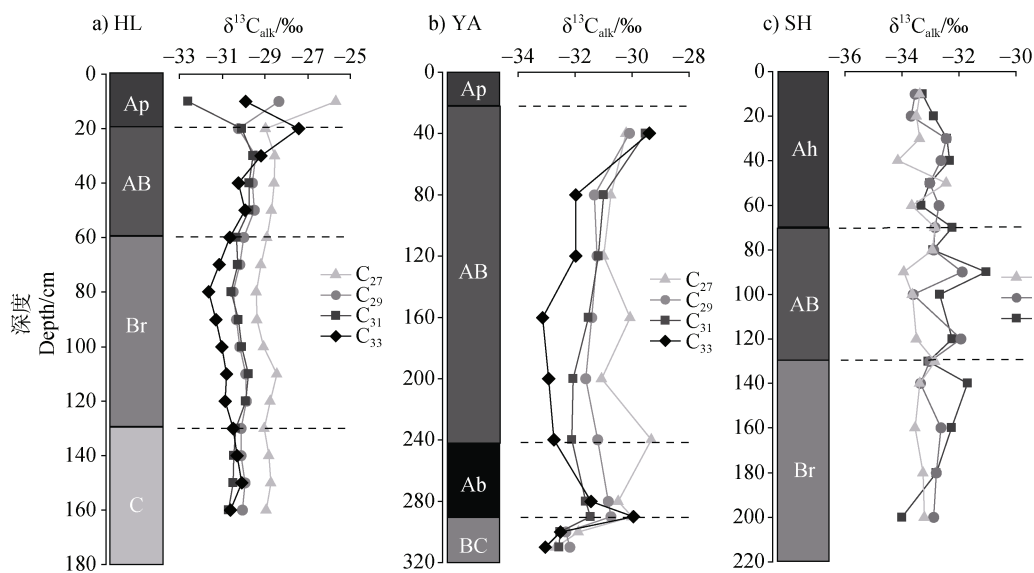 a) HL
δ¹³Cₐₗₖ/‰
−33 −31 −29 −27 −25
0
20
40
60
80
100
120
140
160
180
Ap
AB
Br
C
深度
Depth/cm
C₂₇
C₂₉
C₃₁
C₃₃
b) YA
δ¹³Cₐₗₖ/‰
−34 −32 −30 −28
0
40
80
120
160
200
240
280
320
Ap
AB
Ab
BC
C₂₇
C₂₉
C₃₁
C₃₃
c) SH
δ¹³Cₐₗₖ/‰
−36 −34 −32 −30
0
20
40
60
80
100
120
140
160
180
200
220
Ah
AB
Br